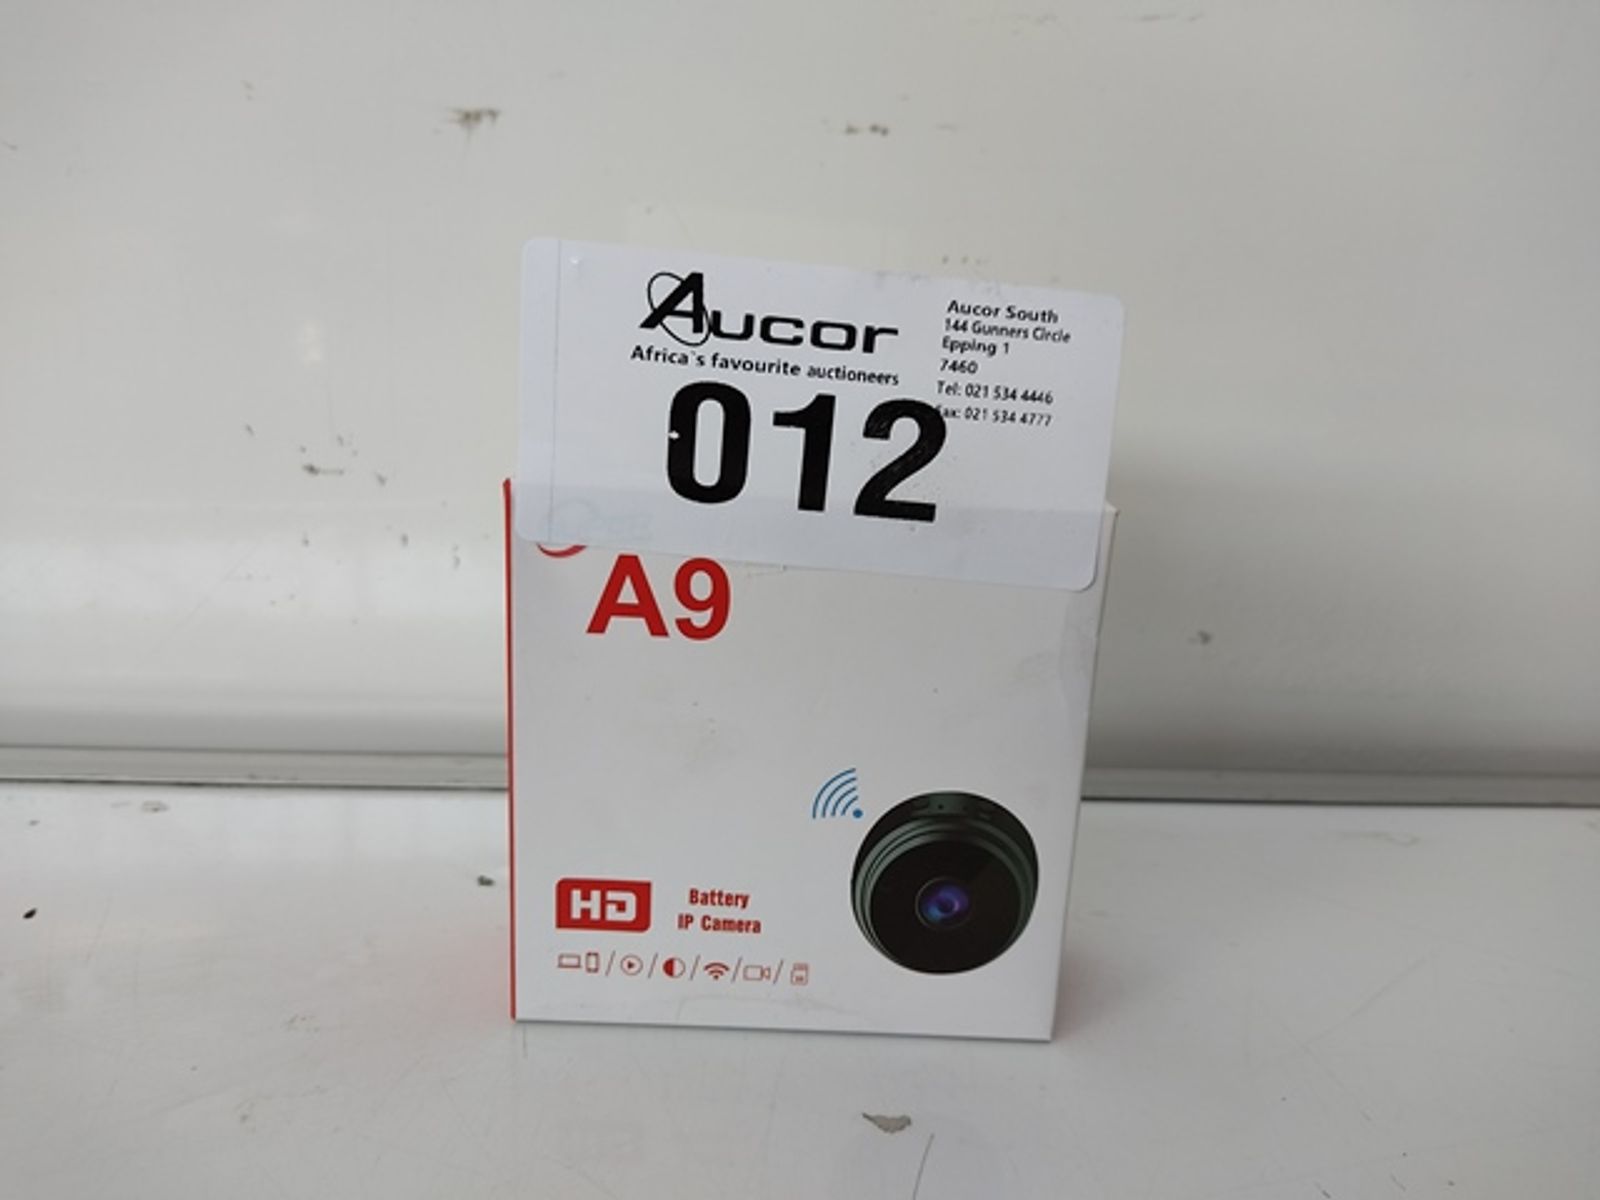 Aucor
Africa`s favourite auctioneers
Aucor South
144 Gunners Circle
Epping 1
7460
Tel: 021 534 4446
Fax: 021 534 4777
012
A9
HD
Battery
IP Camera